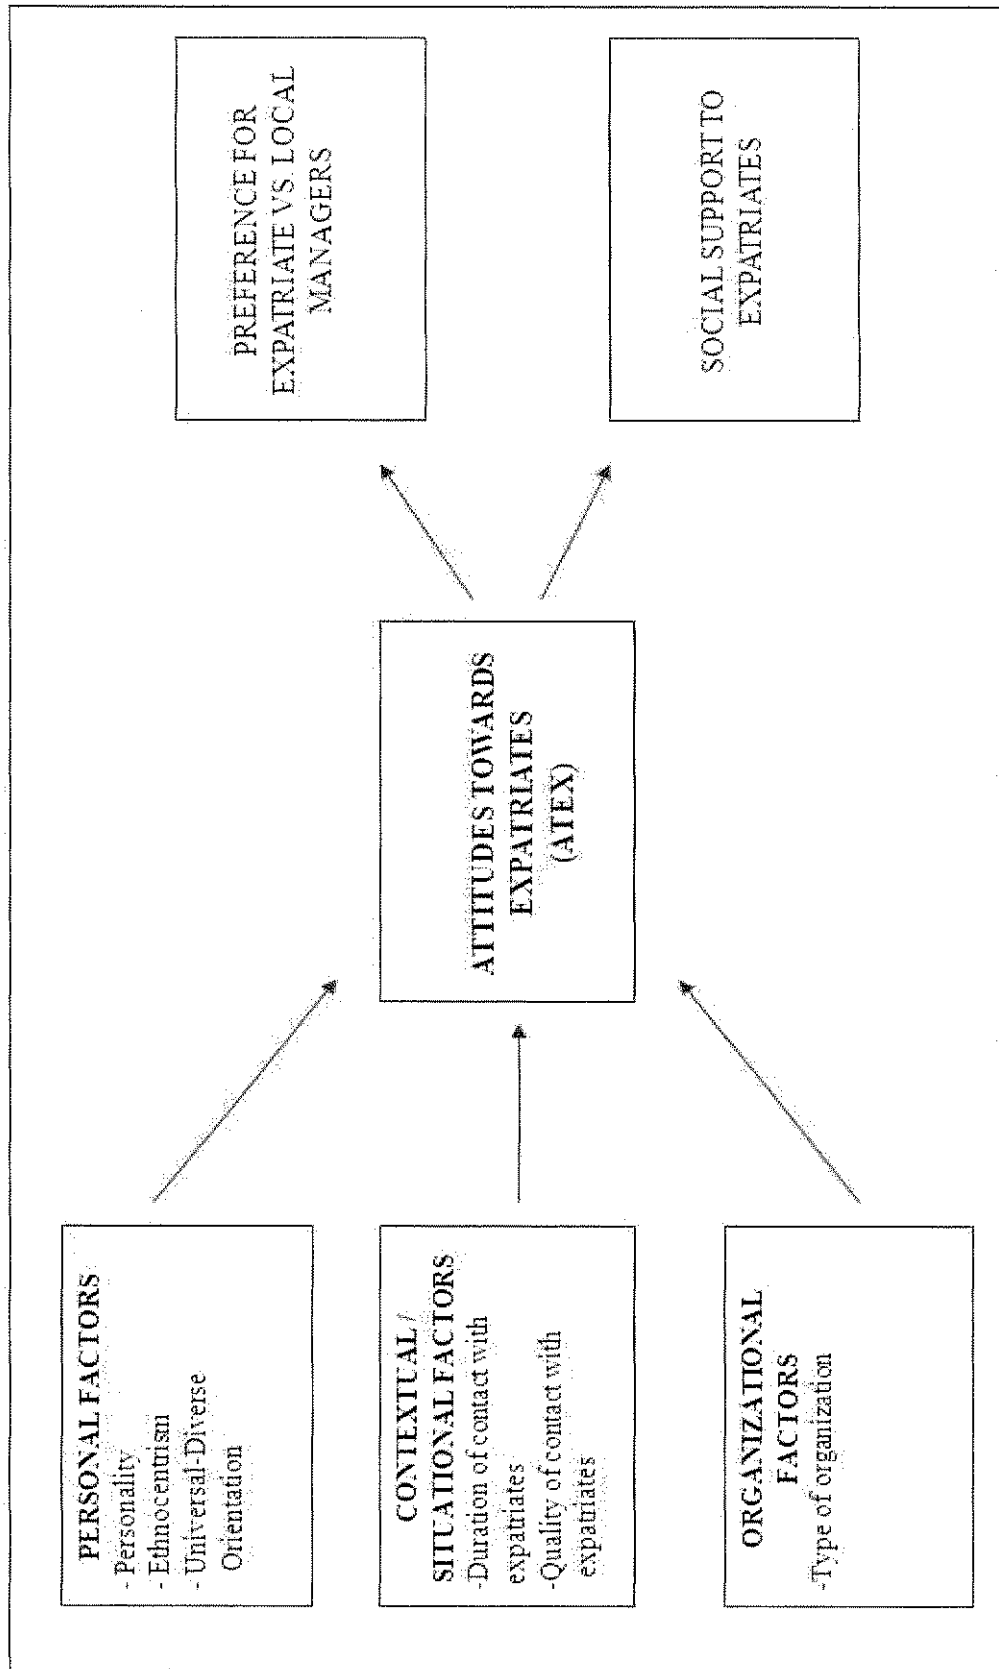 PERSONAL FACTORS
- Personality
- Ethnocentrism
- Universal-Diverse
Orientation
CONTEXTUAL /
SITUATIONAL FACTORS
-Duration of contact with
expatriates
-Quality of contact with
expatriates
ORGANIZATIONAL
FACTORS
-Type of organization
ATTITUDES TOWARDS
EXPATRIATES
(ATEX)
PREFERENCE FOR
EXPATRIATE VS. LOCAL
MANAGERS
SOCIAL SUPPORT TO
EXPATRIATES